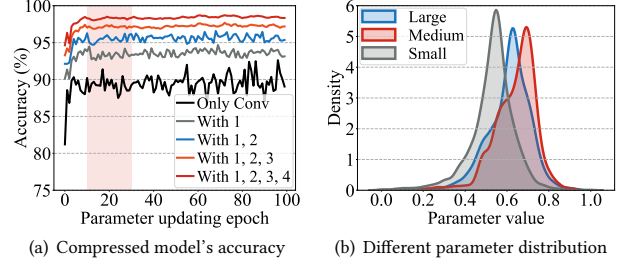 100
95
90
85
80
75
Accuracy (%)
0
20
40
60
80
100
Parameter updating epoch
Only Conv
With 1
With 1, 2
With 1, 2, 3
With 1, 2, 3, 4
(a) Compressed model's accuracy
6
5
4
3
2
1
0
Density
0.0
0.2
0.4
0.6
0.8
1.0
Parameter value
Large
Medium
Small
(b) Different parameter distribution